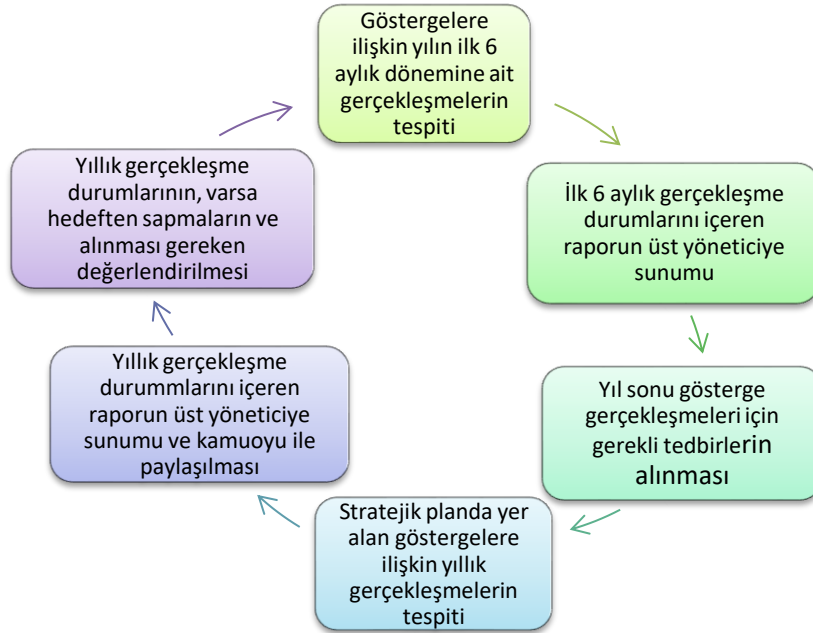 Göstergelere
ilişkin yılın ilk 6
aylık dönemine ait
gerçekleşmelerin
tespiti
İlk 6 aylık gerçekleşme
durumlarını içeren
raporun üst yöneticiye
sunumu
Yıl sonu gösterge
gerçekleşmeleri için
gerekli tedbirlerin
alınması
Stratejik planda yer
alan göstergelere
ilişkin yıllık
gerçekleşmelerin
tespiti
Yıllık gerçekleşme
durummlarını içeren
raporun üst yöneticiye
sunumu ve kamuoyu ile
paylaşılması
Yıllık gerçekleşme
durumlarının, varsa
hedeften sapmaların ve
alınması gereken
değerlendirilmesi